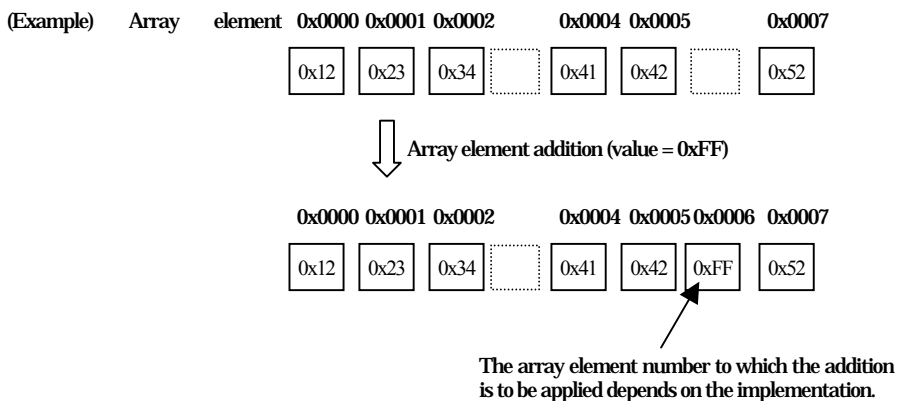 (Example) Array element 0x0000 0x0001 0x0002 0x0004 0x0005 0x0007
0x12 0x23 0x34 0x41 0x42 0x52
Array element addition (value = 0xFF)
0x0000 0x0001 0x0002 0x0004 0x0005 0x0006 0x0007
0x12 0x23 0x34 0x41 0x42 0xFF 0x52
The array element number to which the addition
is to be applied depends on the implementation.